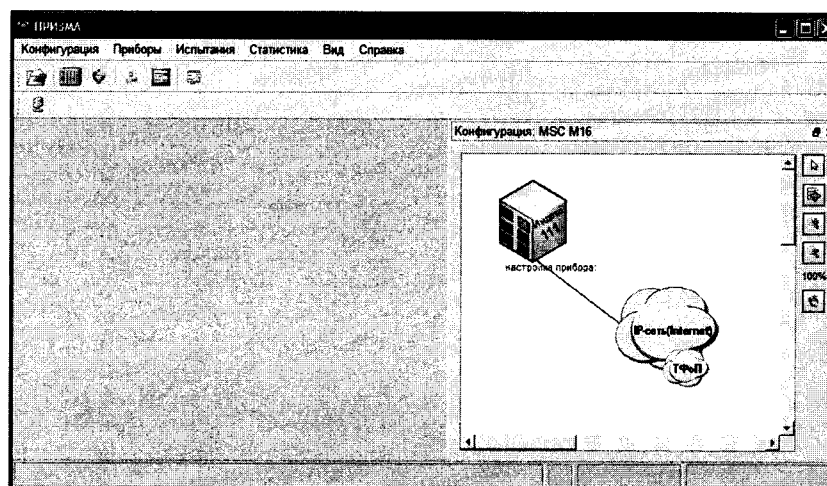 ПРИЗМА
Конфигурация Приборы Испытания Статистика Вид Справка
Конфигурация: MSC M16
настройка прибора:
100%
IP-сеть(Internet)
ТФоП